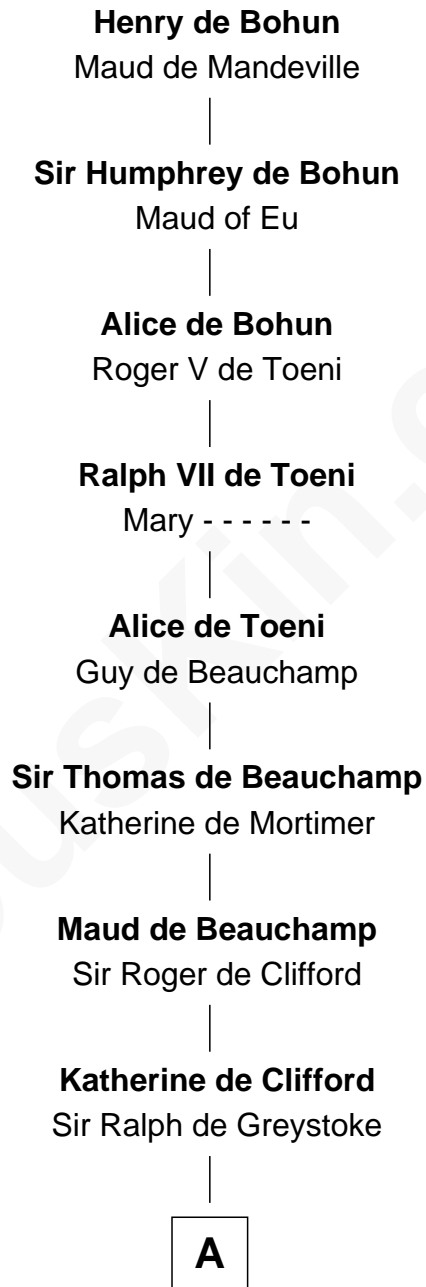 Henry de Bohun
Maud de Mandeville
Sir Humphrey de Bohun
Maud of Eu
Alice de Bohun
Roger V de Toeni
Ralph VII de Toeni
Mary - - - - - -
Alice de Toeni
Guy de Beauchamp
Sir Thomas de Beauchamp
Katherine de Mortimer
Maud de Beauchamp
Sir Roger de Clifford
Katherine de Clifford
Sir Ralph de Greystoke
A